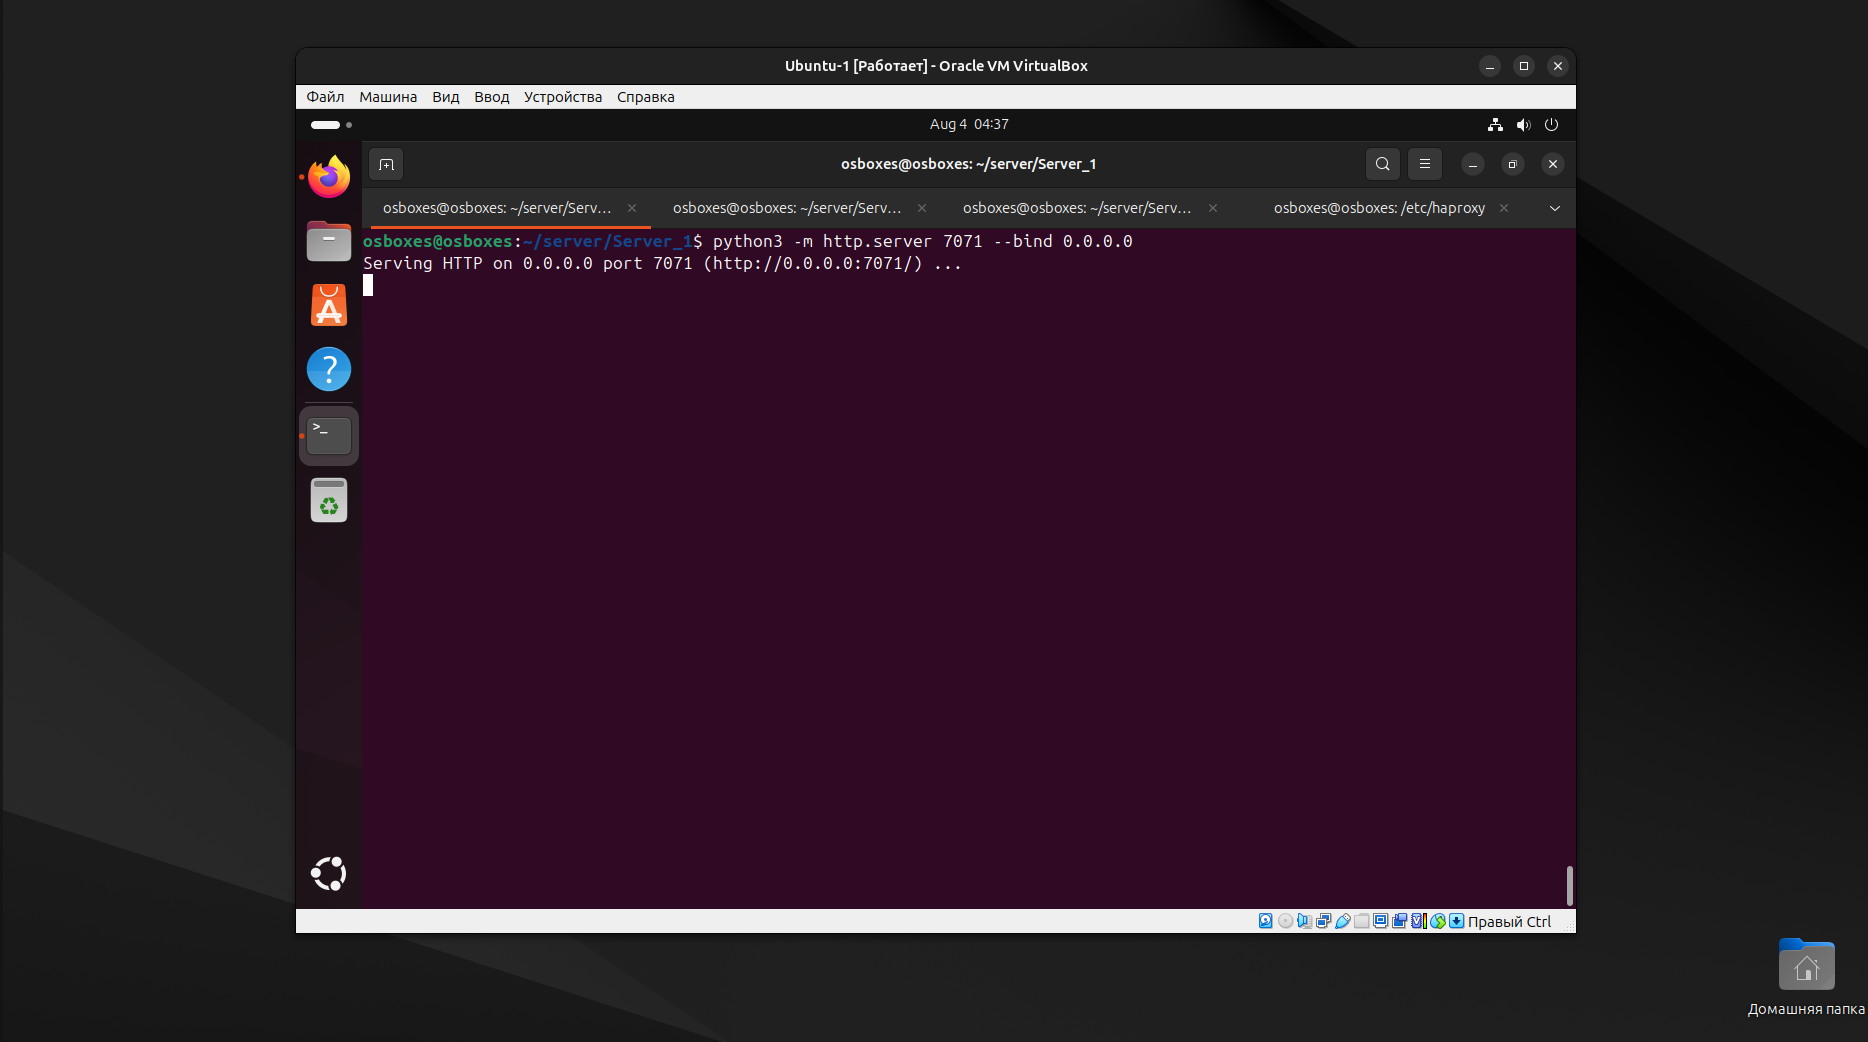 Ubuntu-1 [Работает] - Oracle VM VirtualBox
Файл Машина Вид Ввод Устройства Справка
Aug 4 04:37
osboxes@osboxes: ~/server/Server_1
osboxes@osboxes: ~/server/Serv... osboxes@osboxes: ~/server/Serv... osboxes@osboxes: ~/server/Serv... osboxes@osboxes: /etc/haproxy
osboxes@osboxes:~/server/Server_1$ python3 -m http.server 7071 --bind 0.0.0.0
Serving HTTP on 0.0.0.0 port 7071 (http://0.0.0.0:7071/) ...
Правый Ctrl
Домашняя папка